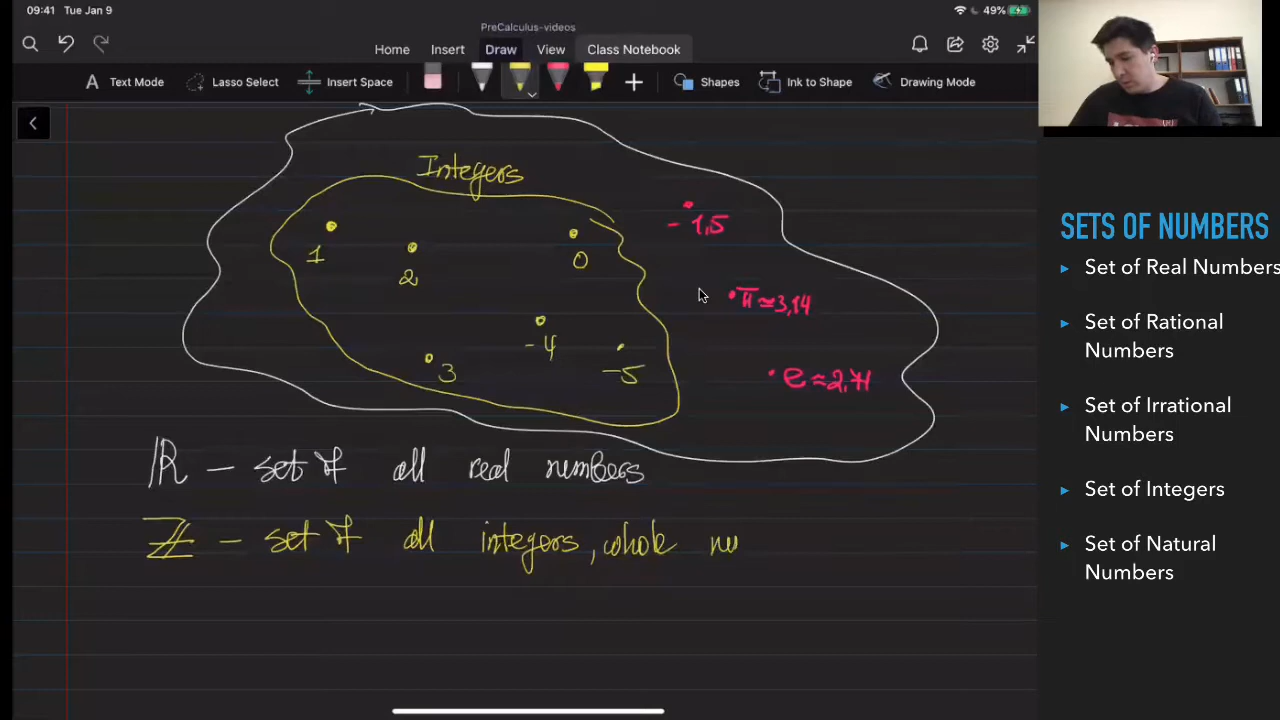 09:41 Tue Jan 9
49%
PreCalculus-videos
Home Insert Draw View Class Notebook
Text Mode Lasso Select Insert Space Shapes Ink to Shape Drawing Mode
Integers
1
2
0
-4
3
-5
-1,5
π≃3,14
e≈2,71
ℝ – set of all real numbers
ℤ – set of all integers, whole nu
SETS OF NUMBERS
Set of Real Numbers
Set of Rational
Numbers
Set of Irrational
Numbers
Set of Integers
Set of Natural
Numbers